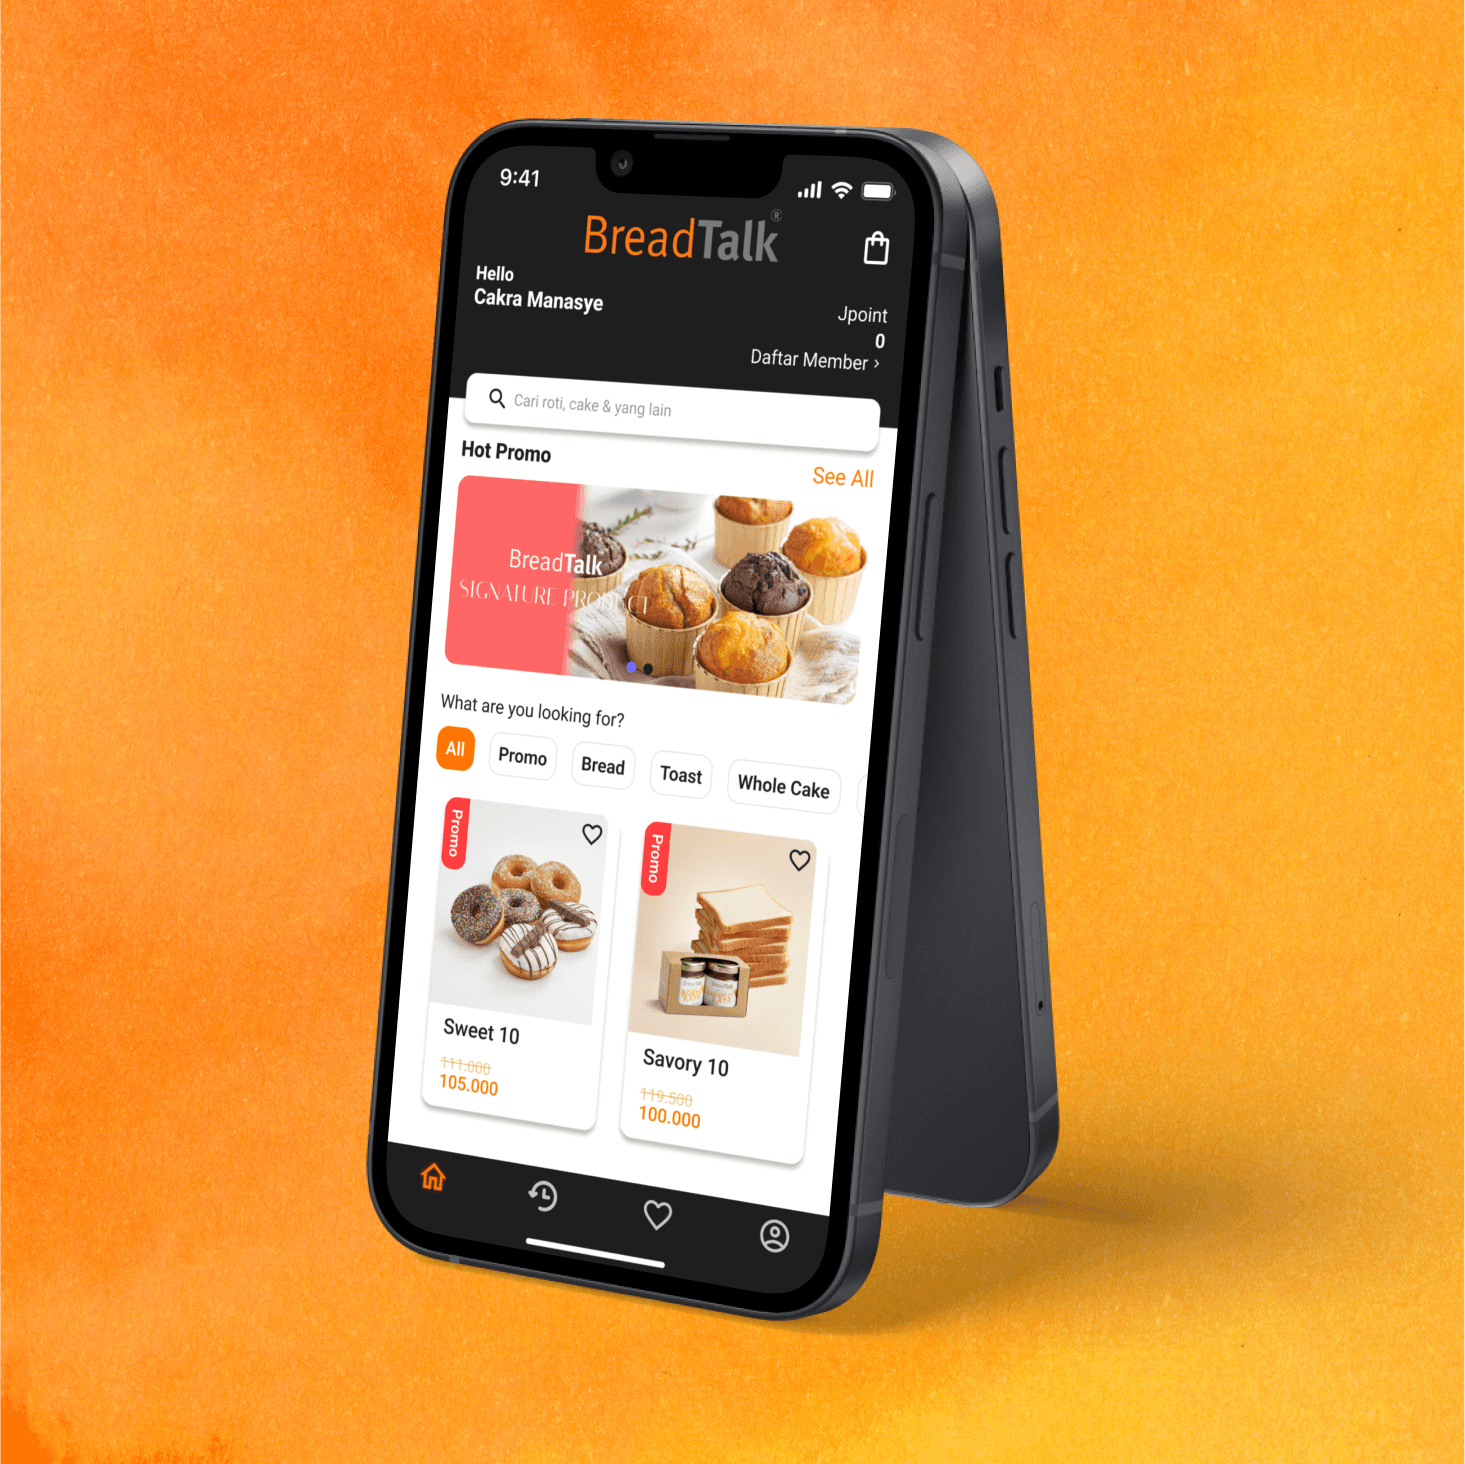 9:41
BreadTalk®
Hello
Cakra Manasye
Jpoint
0
Daftar Member ›
Cari roti, cake & yang lain
Hot Promo
See All
BreadTalk
SIGNATURE PRODUCT
What are you looking for?
All
Promo
Bread
Toast
Whole Cake
Promo
Promo
BreadTalk
Sweet 10
111.000
105.000
Savory 10
119.500
100.000